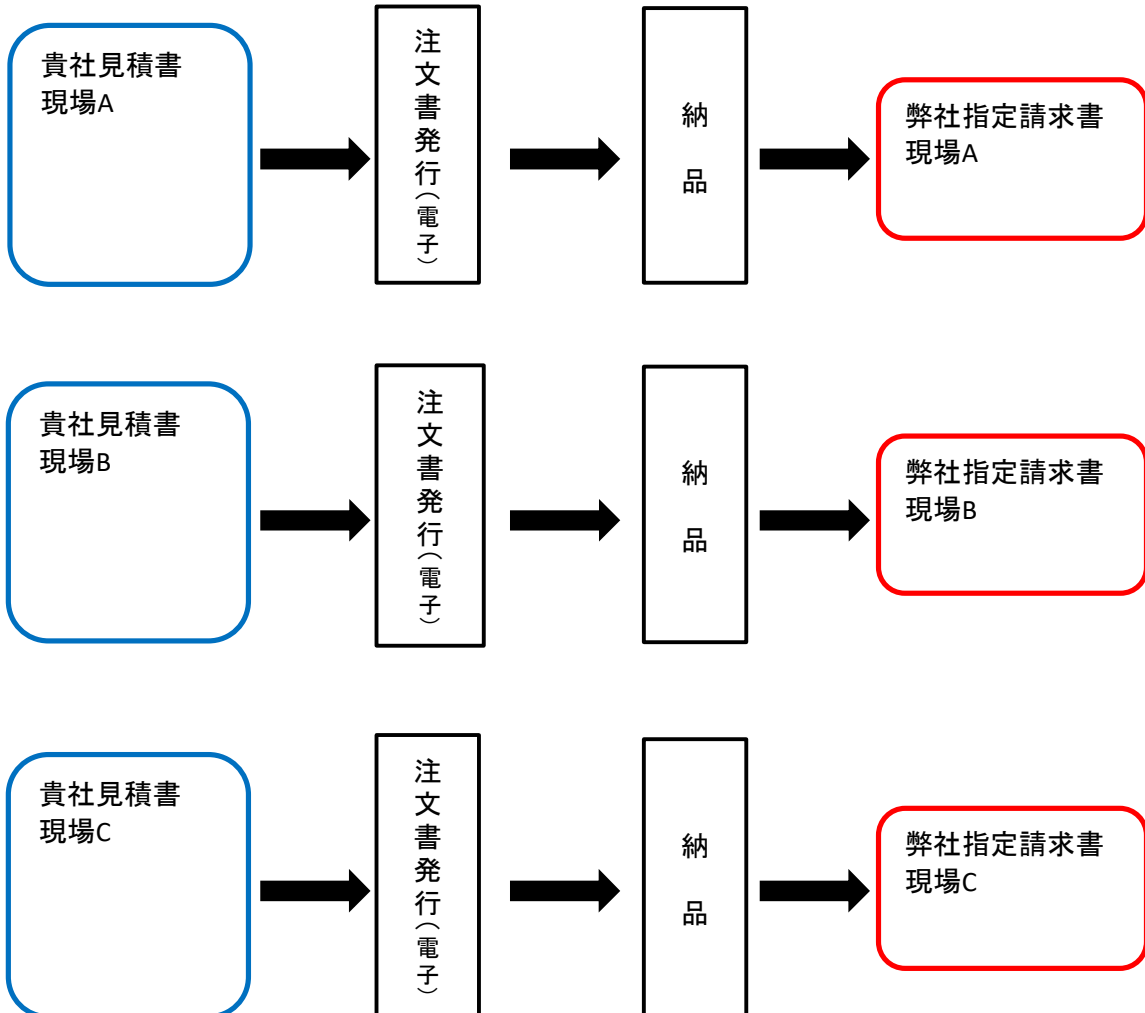 貴社見積書
現場A
注文書発行(電子)
納品
弊社指定請求書
現場A
貴社見積書
現場B
注文書発行(電子)
納品
弊社指定請求書
現場B
貴社見積書
現場C
注文書発行(電子)
納品
弊社指定請求書
現場C